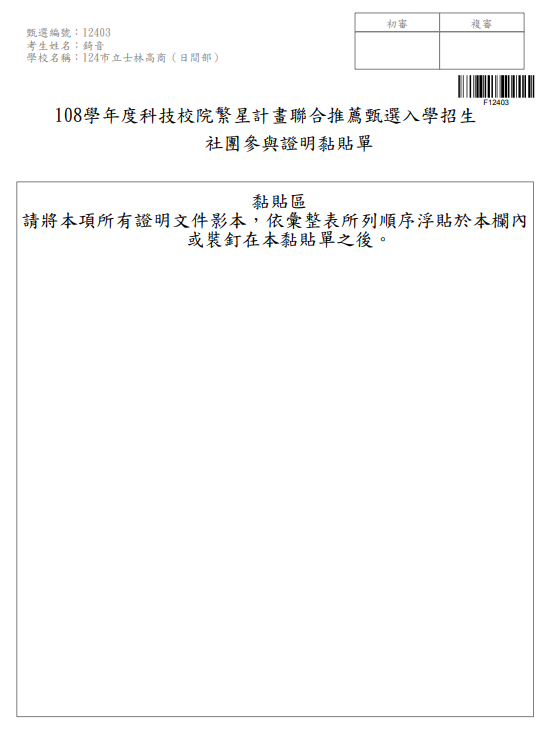 甄選編號：12403
考生姓名：錡音
學校名稱：124市立士林高商（日間部）
初審
複審
F12403
108學年度科技校院繁星計畫聯合推薦甄選入學招生
社團參與證明黏貼單
黏貼區
請將本項所有證明文件影本，依彙整表所列順序浮貼於本欄內
或裝釘在本黏貼單之後。